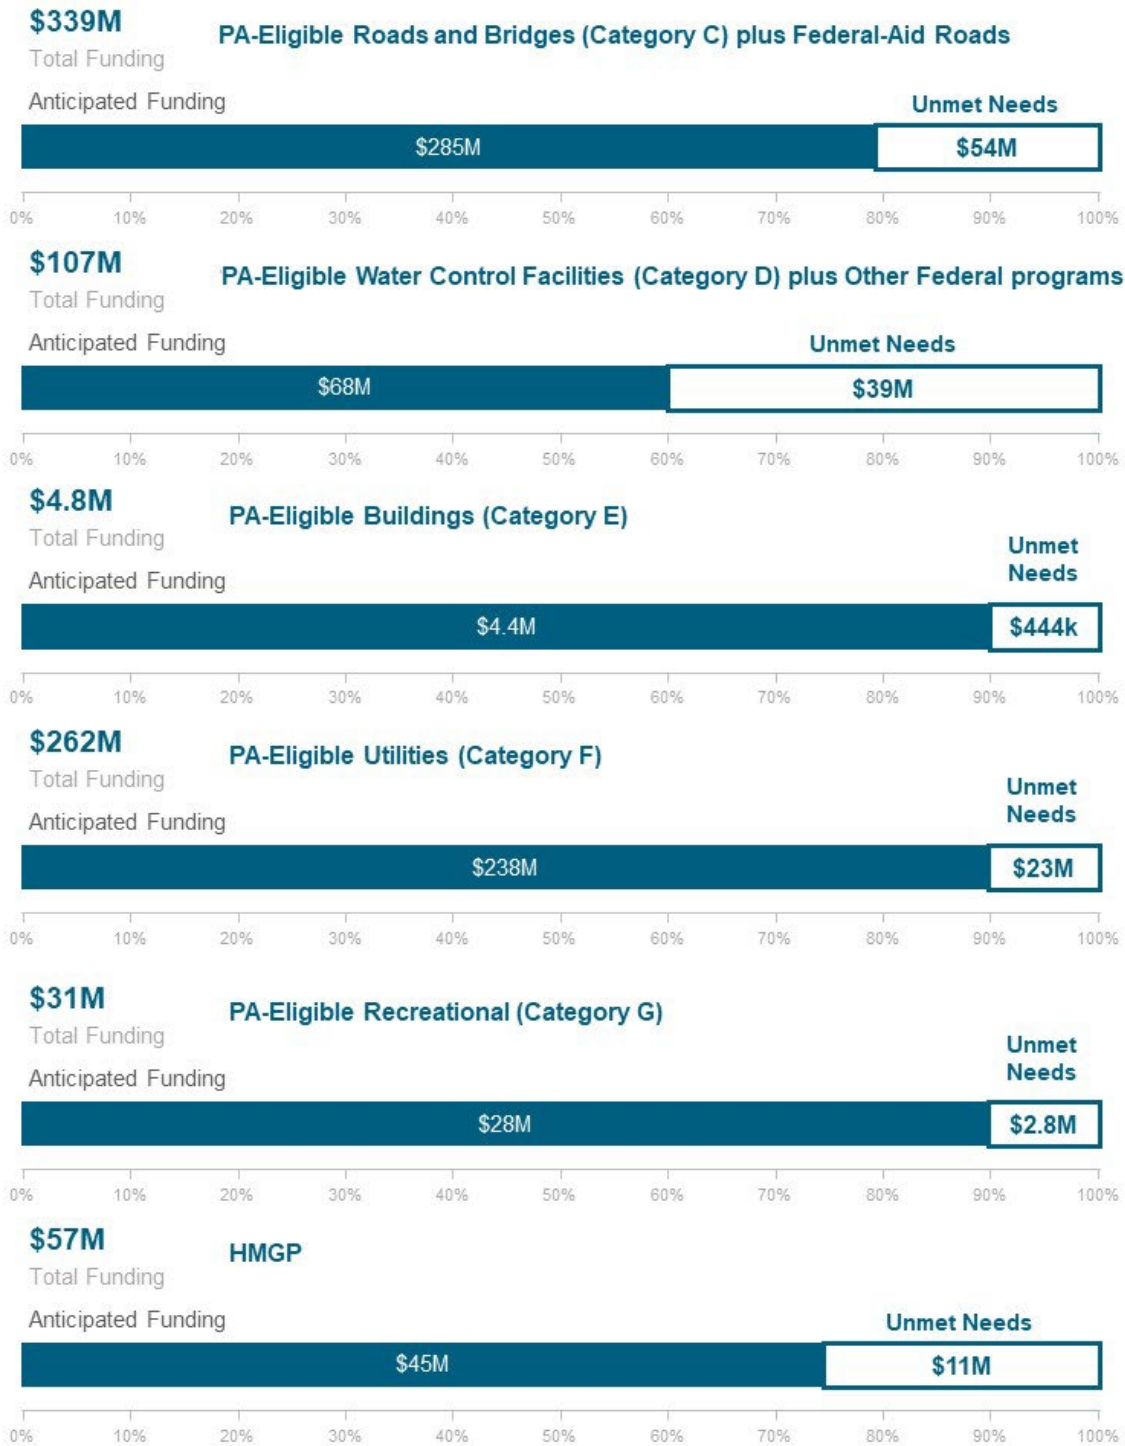 $339M
PA-Eligible Roads and Bridges (Category C) plus Federal-Aid Roads
Total Funding
Anticipated Funding
Unmet Needs
$285M
$54M
0% 10% 20% 30% 40% 50% 60% 70% 80% 90% 100%
$107M
PA-Eligible Water Control Facilities (Category D) plus Other Federal programs
Total Funding
Anticipated Funding
Unmet Needs
$68M
$39M
0% 10% 20% 30% 40% 50% 60% 70% 80% 90% 100%
$4.8M
PA-Eligible Buildings (Category E)
Total Funding
Unmet
Needs
Anticipated Funding
$4.4M
$444k
0% 10% 20% 30% 40% 50% 60% 70% 80% 90% 100%
$262M
PA-Eligible Utilities (Category F)
Total Funding
Unmet
Needs
Anticipated Funding
$238M
$23M
0% 10% 20% 30% 40% 50% 60% 70% 80% 90% 100%
$31M
PA-Eligible Recreational (Category G)
Total Funding
Unmet
Needs
Anticipated Funding
$28M
$2.8M
0% 10% 20% 30% 40% 50% 60% 70% 80% 90% 100%
$57M
HMGP
Total Funding
Anticipated Funding
Unmet Needs
$45M
$11M
0% 10% 20% 30% 40% 50% 60% 70% 80% 90% 100%